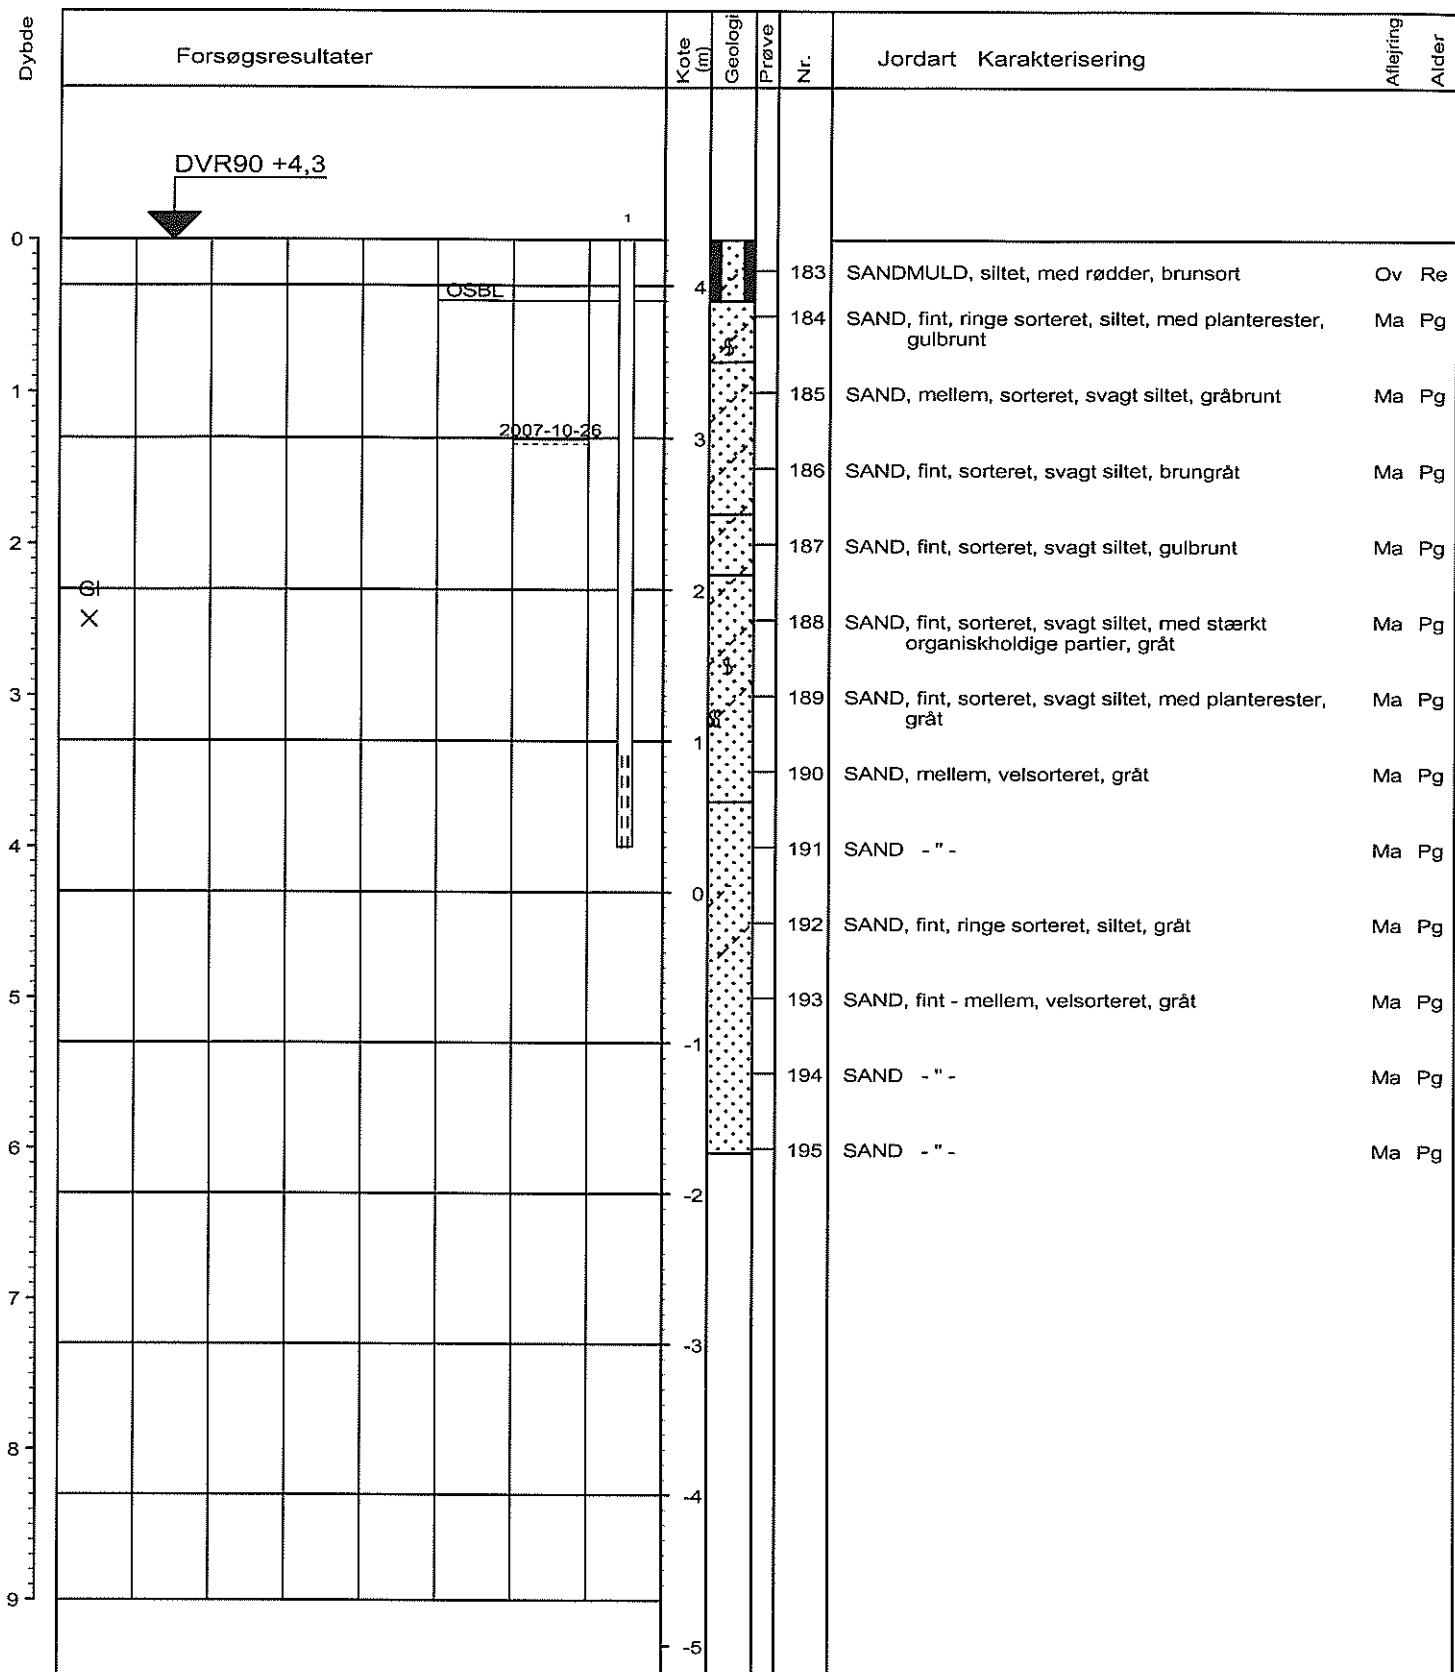 Dybde
Forsøgsresultater
Kote
(m)
Geologi
Prøve
Nr.
Jordart Karakterisering
Aflejring
Alder
DVR90 +4,3
1
0
183 SANDMULD, siltet, med rødder, brunsort Ov Re
OSBL
4
184 SAND, fint, ringe sorteret, siltet, med planterester, Ma Pg
gulbrunt
1
185 SAND, mellem, sorteret, svagt siltet, gråbrunt Ma Pg
2007-10-26
3
186 SAND, fint, sorteret, svagt siltet, brungråt Ma Pg
2
187 SAND, fint, sorteret, svagt siltet, gulbrunt Ma Pg
Gl
2
188 SAND, fint, sorteret, svagt siltet, med stærkt Ma Pg
organiskholdige partier, gråt
3
189 SAND, fint, sorteret, svagt siltet, med planterester, Ma Pg
gråt
1
190 SAND, mellem, velsorteret, gråt Ma Pg
4
191 SAND - " - Ma Pg
0
192 SAND, fint, ringe sorteret, siltet, gråt Ma Pg
5
193 SAND, fint - mellem, velsorteret, gråt Ma Pg
-1
194 SAND - " - Ma Pg
6
195 SAND - " - Ma Pg
-2
7
-3
8
-4
9
-5